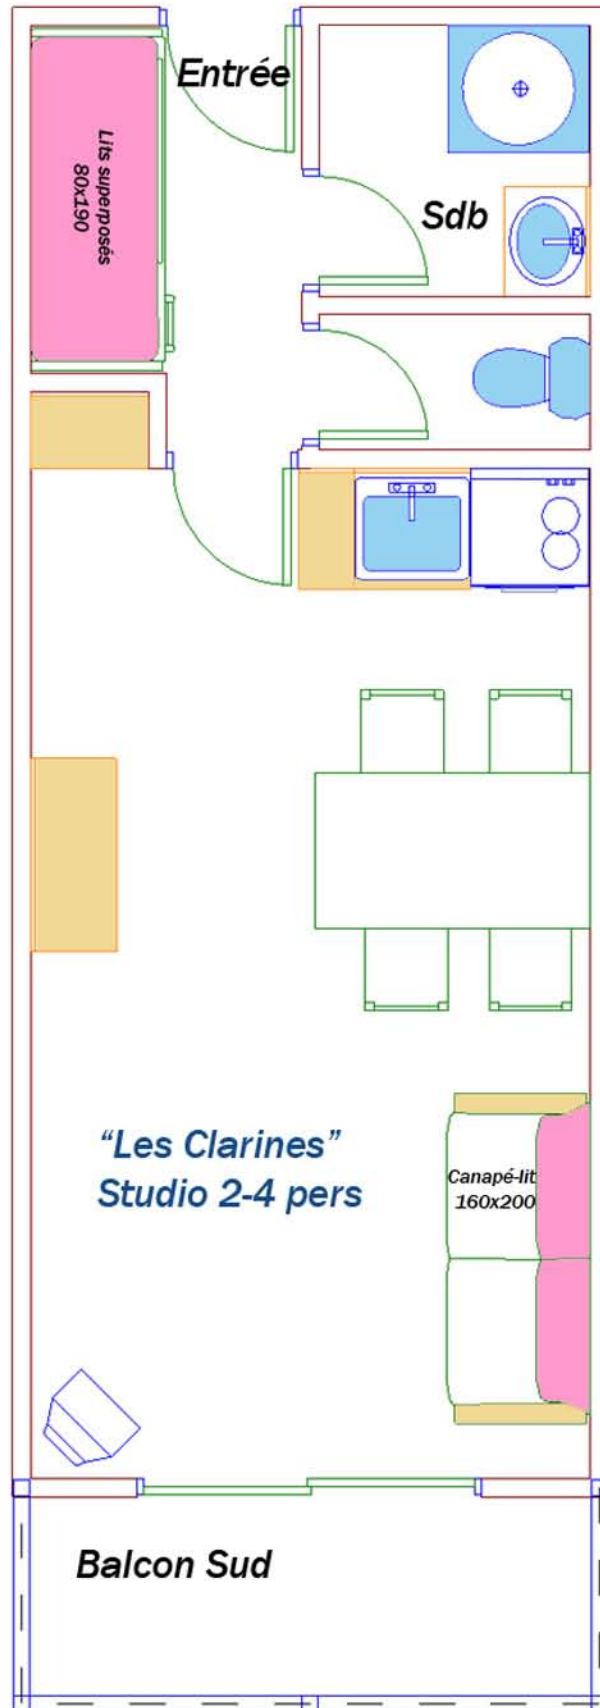 Entrée
Lits superposés
80x190
Sdb
“Les Clarines”
Studio 2-4 pers
Canapé-lit
160x200
Balcon Sud